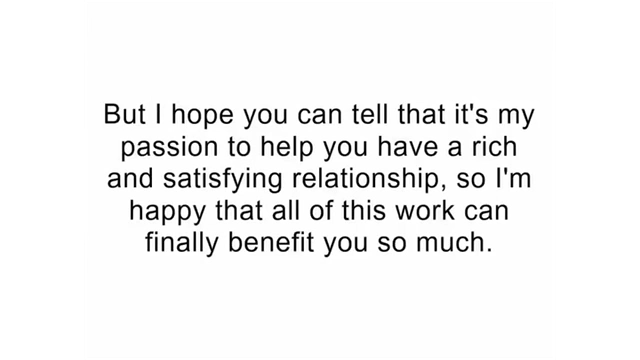 But I hope you can tell that it's my
passion to help you have a rich
and satisfying relationship, so I'm
happy that all of this work can
finally benefit you so much.